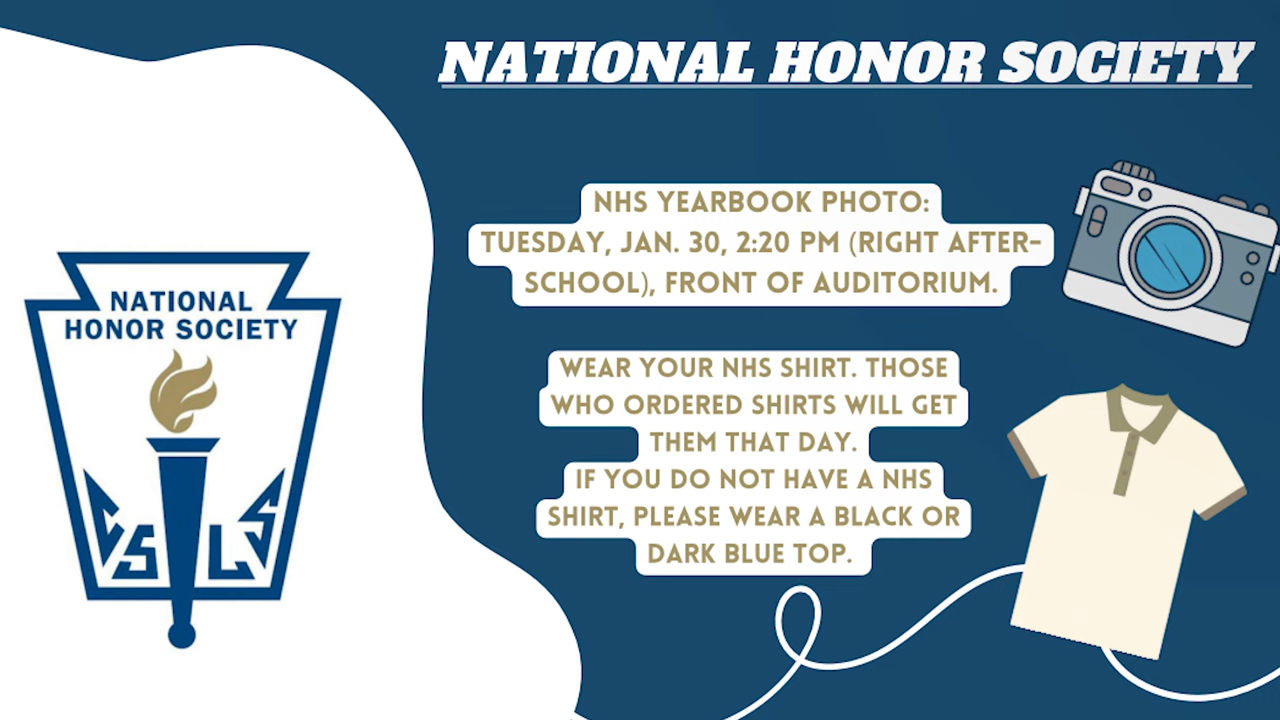 NATIONAL HONOR SOCIETY
NHS YEARBOOK PHOTO:
TUESDAY, JAN. 30, 2:20 PM (RIGHT AFTER-
SCHOOL), FRONT OF AUDITORIUM.
WEAR YOUR NHS SHIRT. THOSE
WHO ORDERED SHIRTS WILL GET
THEM THAT DAY.
IF YOU DO NOT HAVE A NHS
SHIRT, PLEASE WEAR A BLACK OR
DARK BLUE TOP.
NATIONAL
HONOR SOCIETY
C S L S